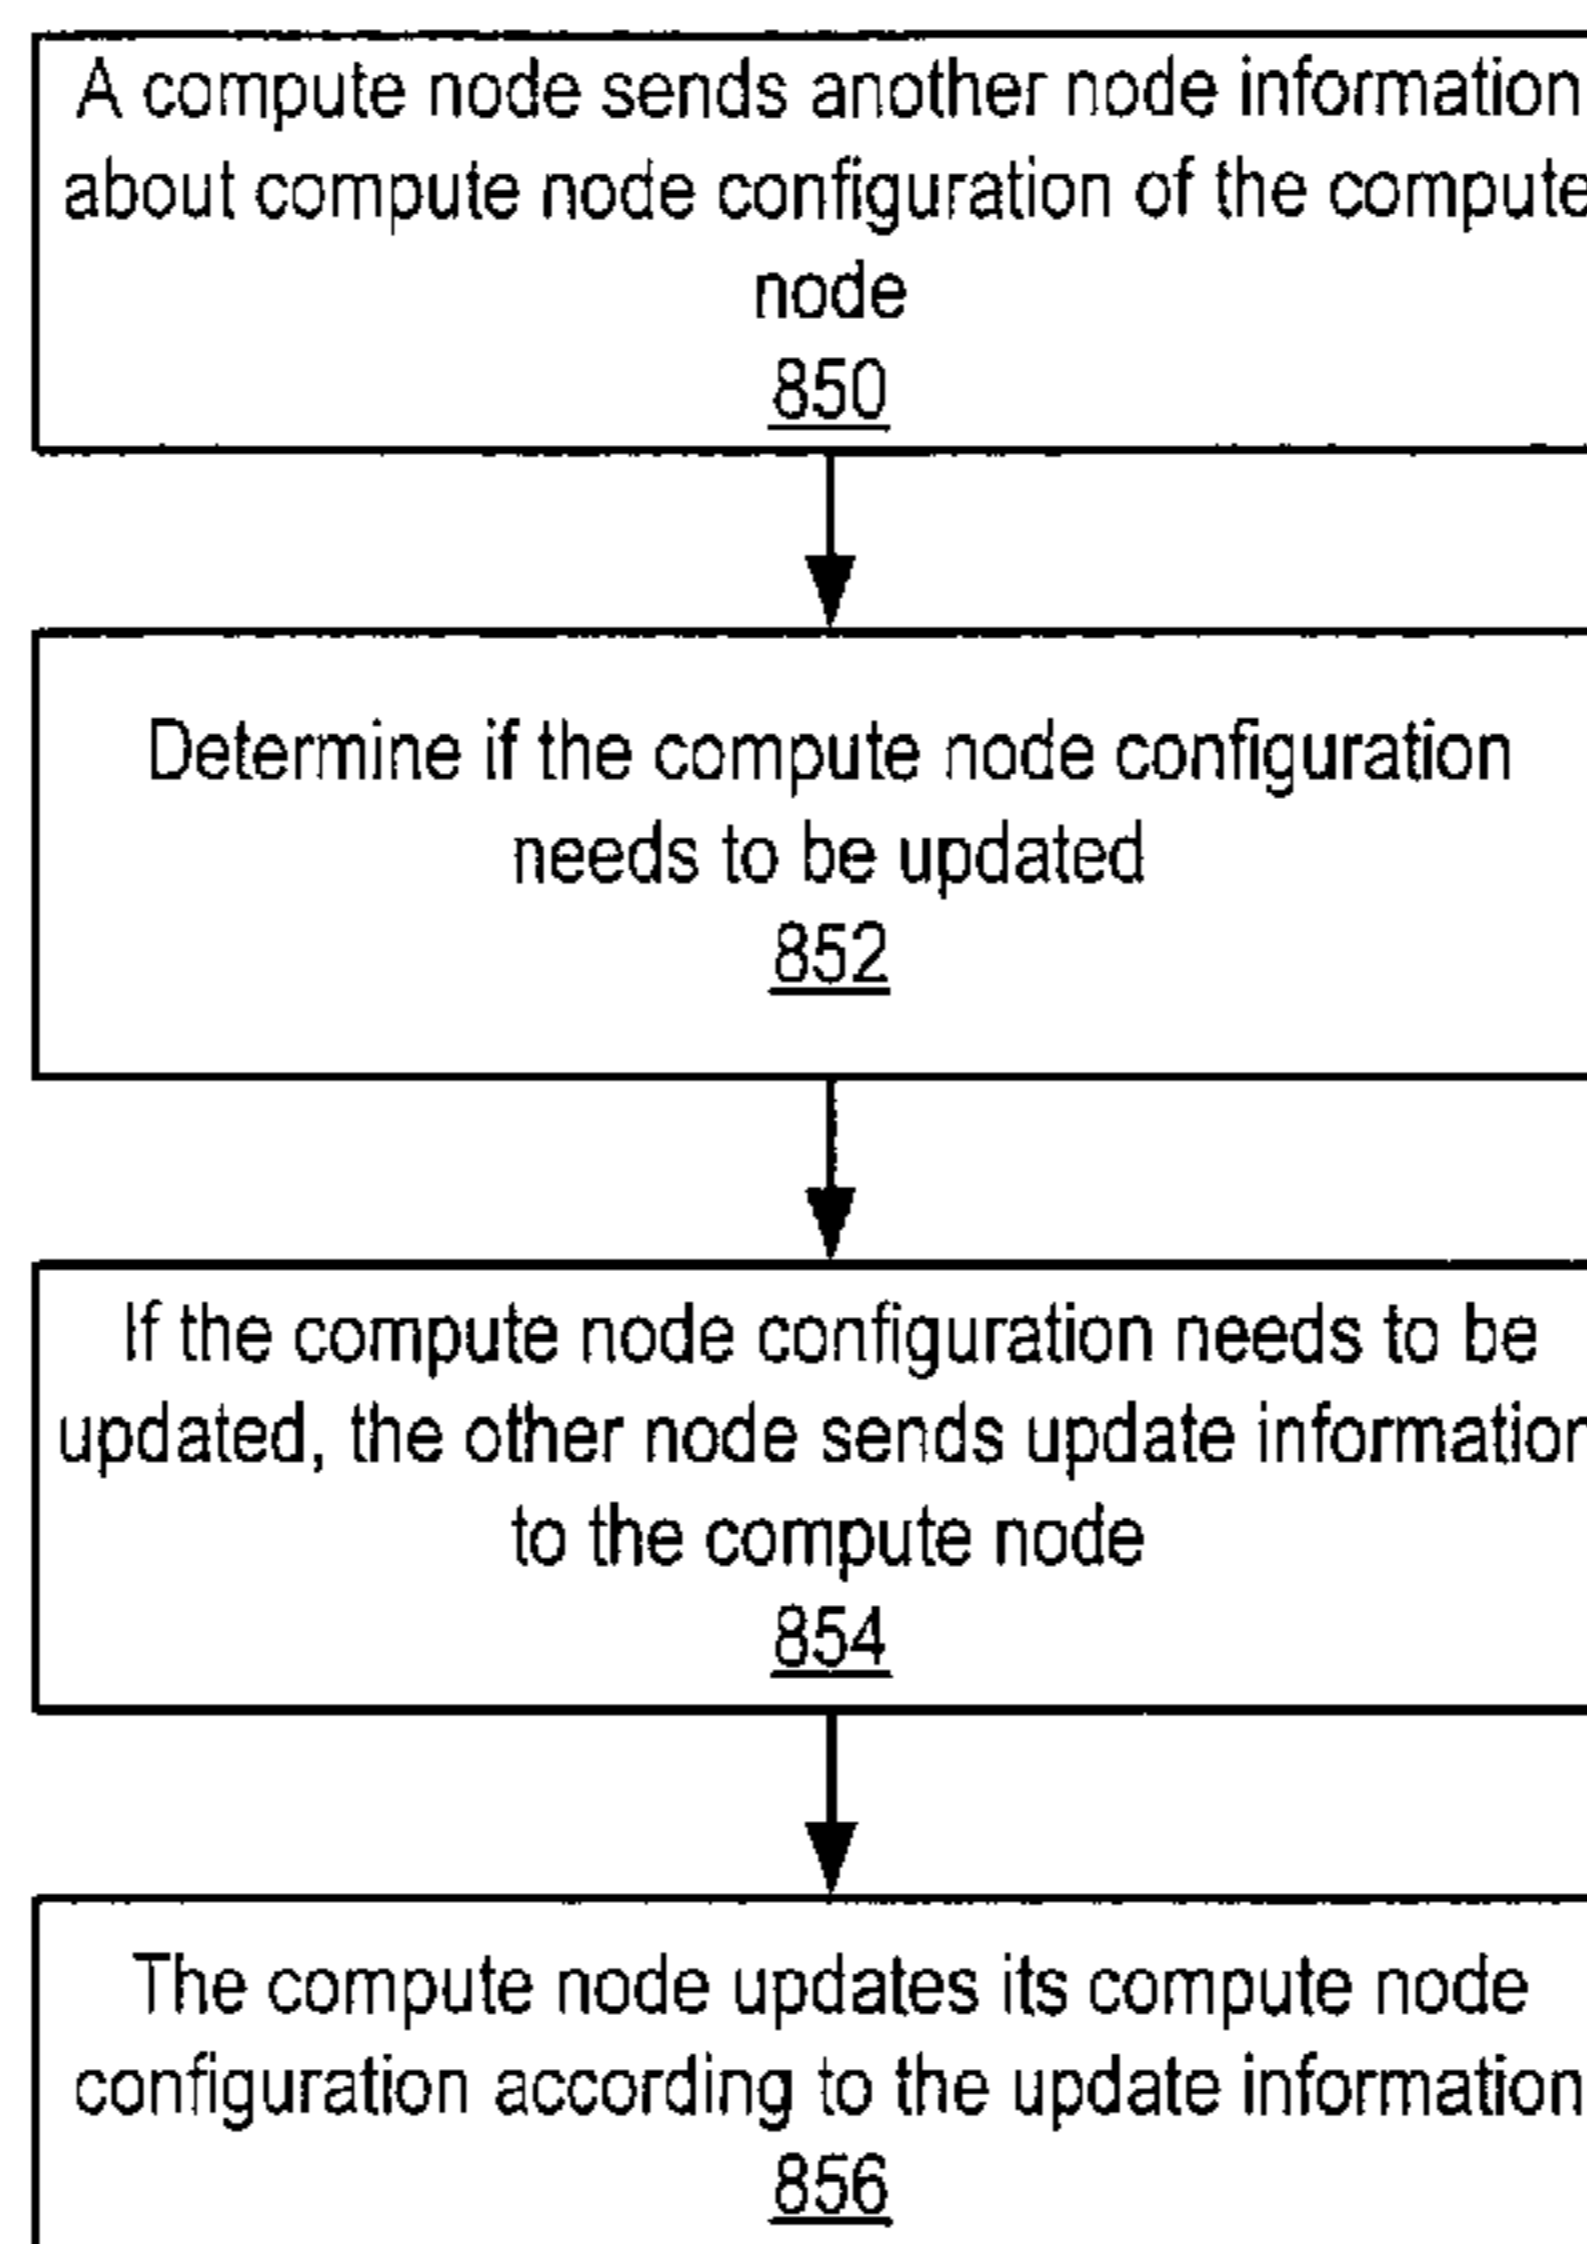 A compute node sends another node information
about compute node configuration of the compute
node
850
Determine if the compute node configuration
needs to be updated
852
If the compute node configuration needs to be
updated, the other node sends update information
to the compute node
854
The compute node updates its compute node
configuration according to the update information
856